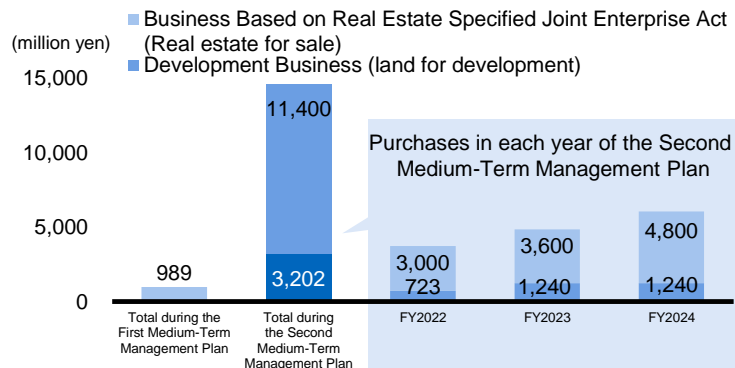 (million yen)
Business Based on Real Estate Specified Joint Enterprise Act
(Real estate for sale)
Development Business (land for development)
15,000
10,000
5,000
0
Purchases in each year of the Second
Medium-Term Management Plan
989
11,400
3,202
3,000
723
3,600
1,240
4,800
1,240
Total during the
First Medium-Term
Management Plan
Total during
the Second
Medium-Term
Management Plan
FY2022
FY2023
FY2024